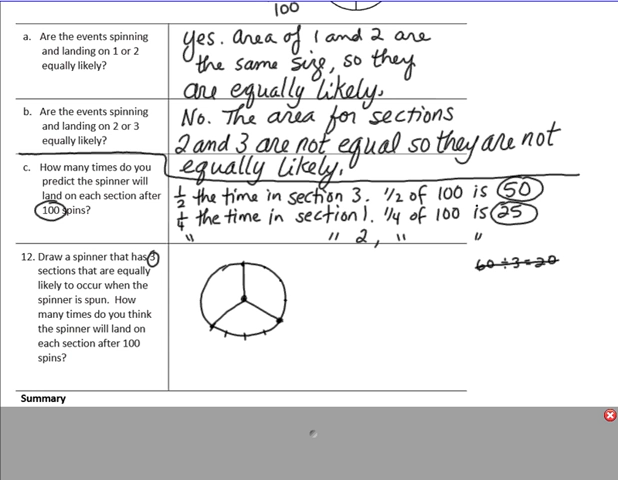 100
a. Are the events spinning
and landing on 1 or 2
equally likely?
yes. area of 1 and 2 are
the same size, so they
are equally likely.
b. Are the events spinning
and landing on 2 or 3
equally likely?
No. The area for sections
2 and 3 are not equal so they are not
equally likely.
c. How many times do you
predict the spinner will
land on each section after
100 spins?
1/2 the time in section 3. 1/2 of 100 is 50
1/4 the time in section 1. 1/4 of 100 is 25
" " 2, " "
12. Draw a spinner that has 3
sections that are equally
likely to occur when the
spinner is spun. How
many times do you think
the spinner will land on
each section after 100
spins?
60 ÷ 3 = 20
Summary